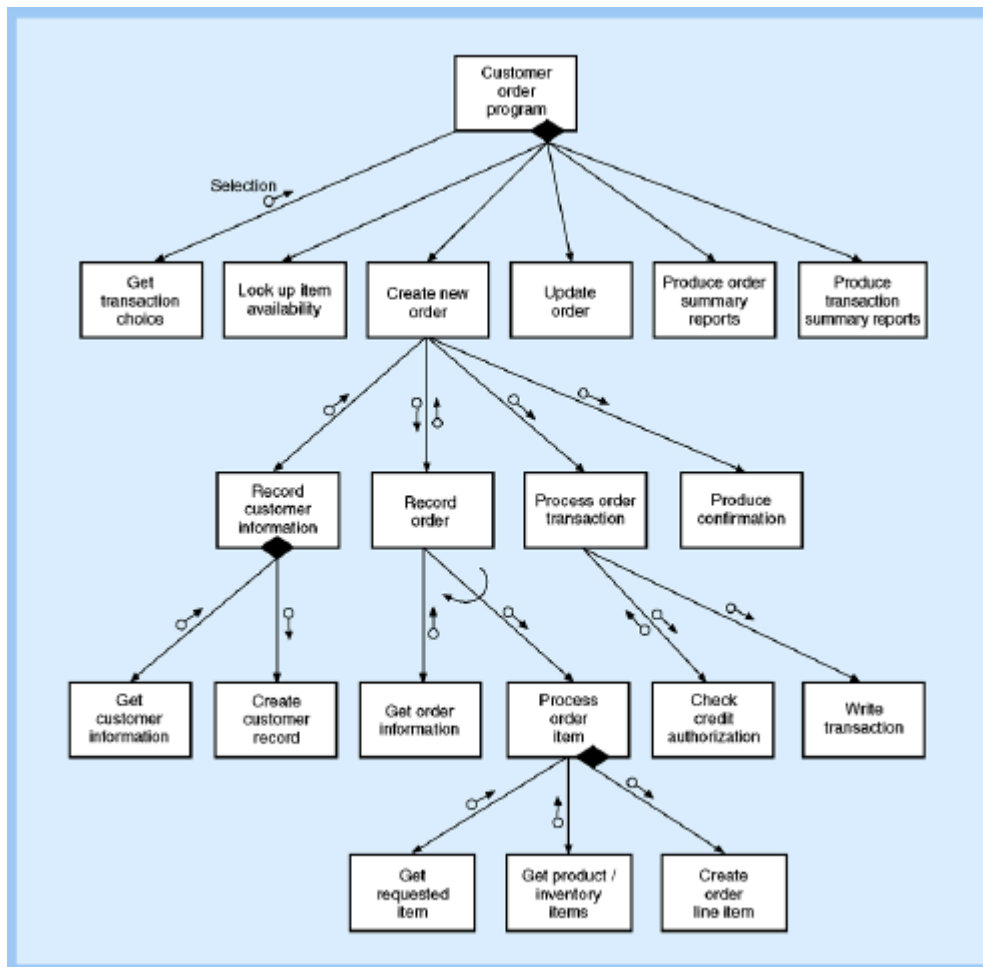 Customer
order
program
Selection
Get
transaction
choice
Look up item
availability
Create new
order
Update
order
Produce order
summary
reports
Produce
transaction
summary reports
Record
customer
information
Record
order
Process order
transaction
Produce
confirmation
Get
customer
information
Create
customer
record
Get order
information
Process
order
item
Check
credit
authorization
Write
transaction
Get
requested
item
Get product /
inventory
items
Create
order
line item